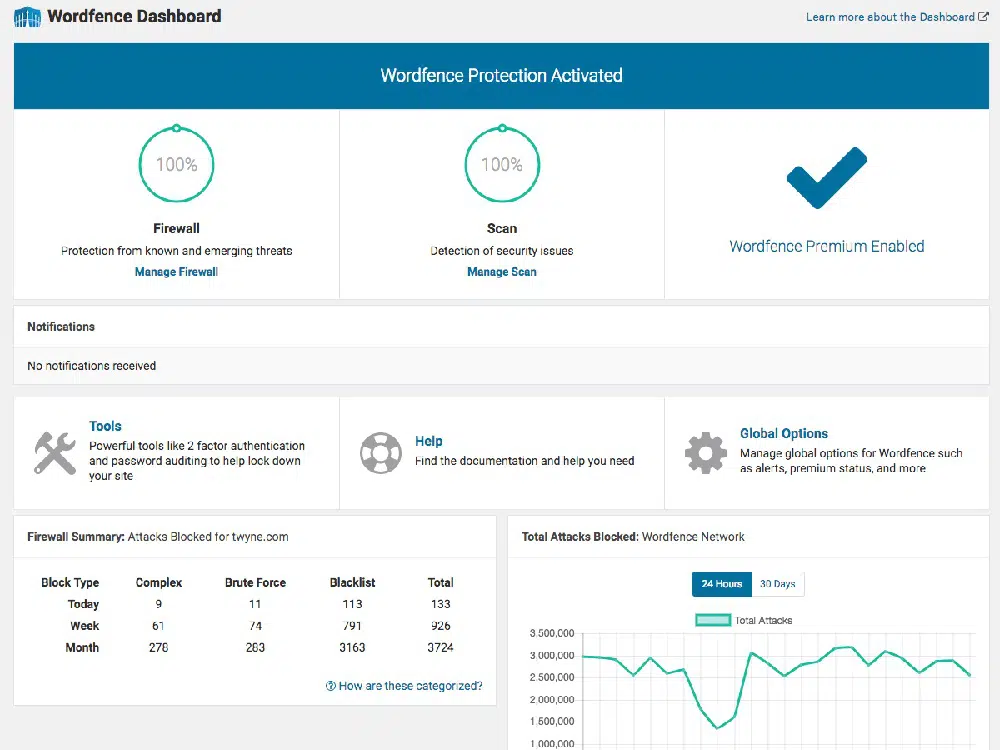 Wordfence Dashboard
Learn more about the Dashboard
Wordfence Protection Activated
100%
Firewall
Protection from known and emerging threats
Manage Firewall
100%
Scan
Detection of security issues
Manage Scan
Wordfence Premium Enabled
Notifications
No notifications received
Tools
Powerful tools like 2 factor authentication
and password auditing to help lock down
your site
Help
Find the documentation and help you need
Global Options
Manage global options for Wordfence such
as alerts, premium status, and more
Firewall Summary: Attacks Blocked for twyne.com
Block Type Complex Brute Force Blacklist Total
Today 9 11 113 133
Week 61 74 791 926
Month 278 283 3163 3724
How are these categorized?
Total Attacks Blocked: Wordfence Network
24 Hours 30 Days
Total Attacks
3,500,000
3,000,000
2,500,000
2,000,000
1,500,000
1,000,000